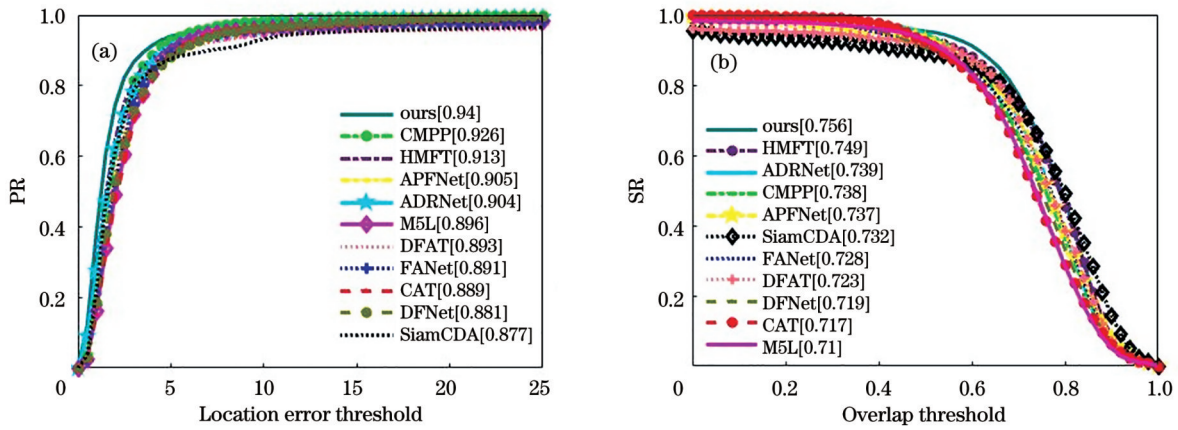 (a)
PR
1.0
0.8
0.6
0.4
0.2
0
5
10
15
20
25
Location error threshold
ours[0.94]
CMPP[0.926]
HMFT[0.913]
APFNet[0.905]
ADRNet[0.904]
M5L[0.896]
DFAT[0.893]
FANet[0.891]
CAT[0.889]
DFNet[0.881]
SiamCDA[0.877]
(b)
SR
1.0
0.8
0.6
0.4
0.2
0
0.2
0.4
0.6
0.8
1.0
Overlap threshold
ours[0.756]
HMFT[0.749]
ADRNet[0.739]
CMPP[0.738]
APFNet[0.737]
SiamCDA[0.732]
FANet[0.728]
DFAT[0.723]
DFNet[0.719]
CAT[0.717]
M5L[0.71]